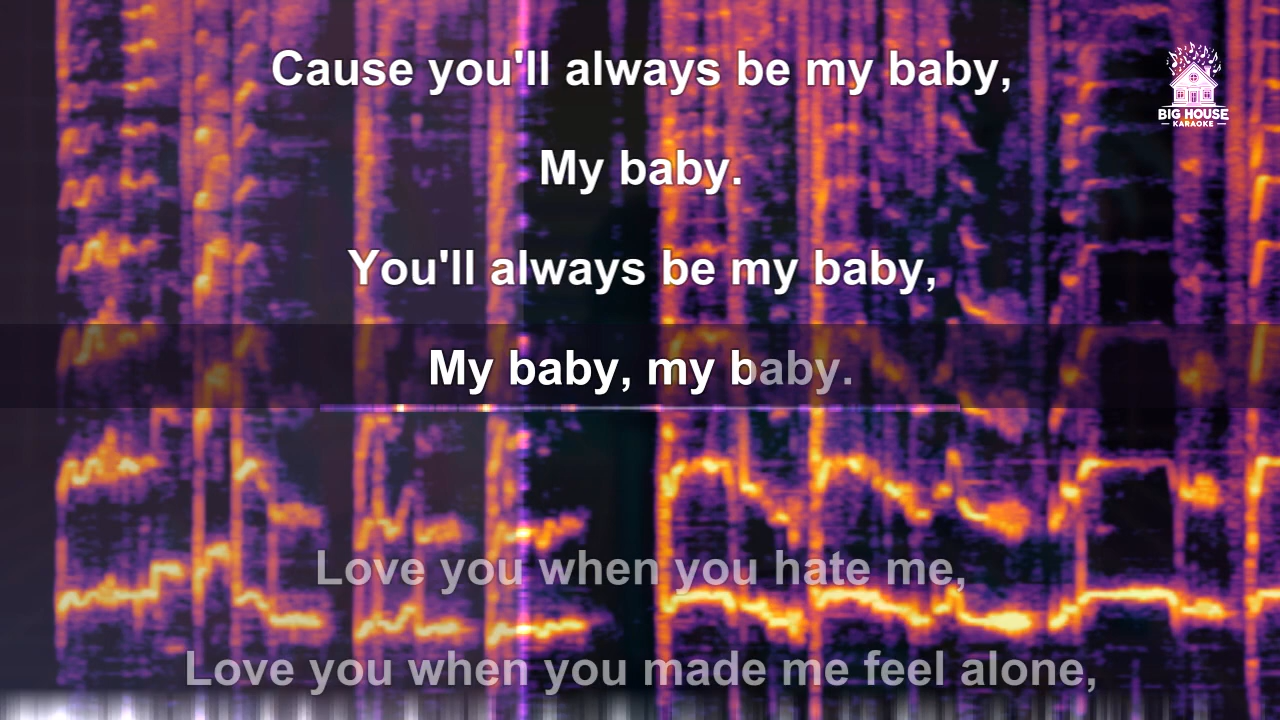 Cause you'll always be my baby,
BIG HOUSE
KARAOKE
My baby.
You'll always be my baby,
My baby, my baby.
Love you when you hate me,
Love you when you made me feel alone,